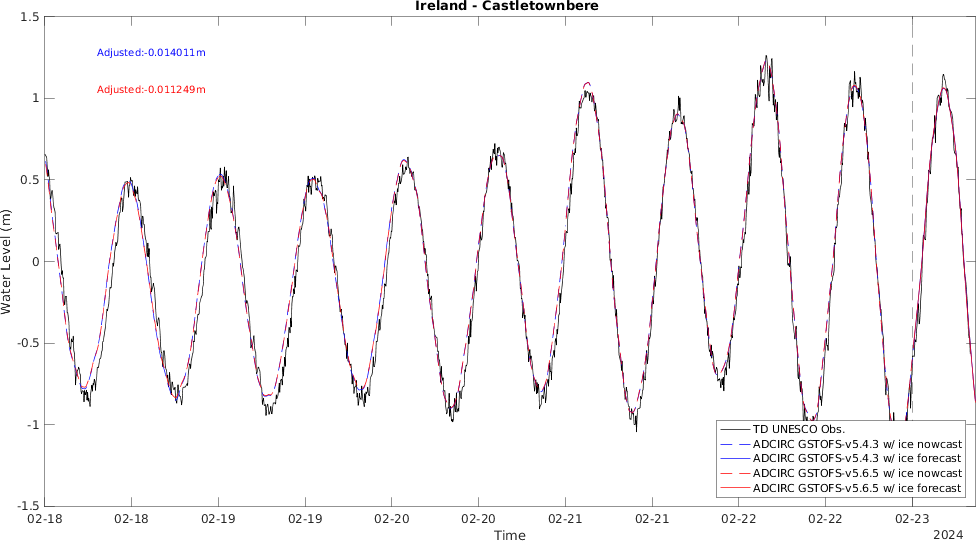 Ireland - Castletownbere
Adjusted:-0.014011m
Adjusted:-0.011249m
1.5
1
0.5
0
-0.5
-1
-1.5
Water Level (m)
TD UNESCO Obs.
ADCIRC GSTOFS-v5.4.3 w/ ice nowcast
ADCIRC GSTOFS-v5.4.3 w/ ice forecast
ADCIRC GSTOFS-v5.6.5 w/ ice nowcast
ADCIRC GSTOFS-v5.6.5 w/ ice forecast
02-18 02-18 02-19 02-19 02-20 02-20 02-21 02-21 02-22 02-22 02-23
Time
2024